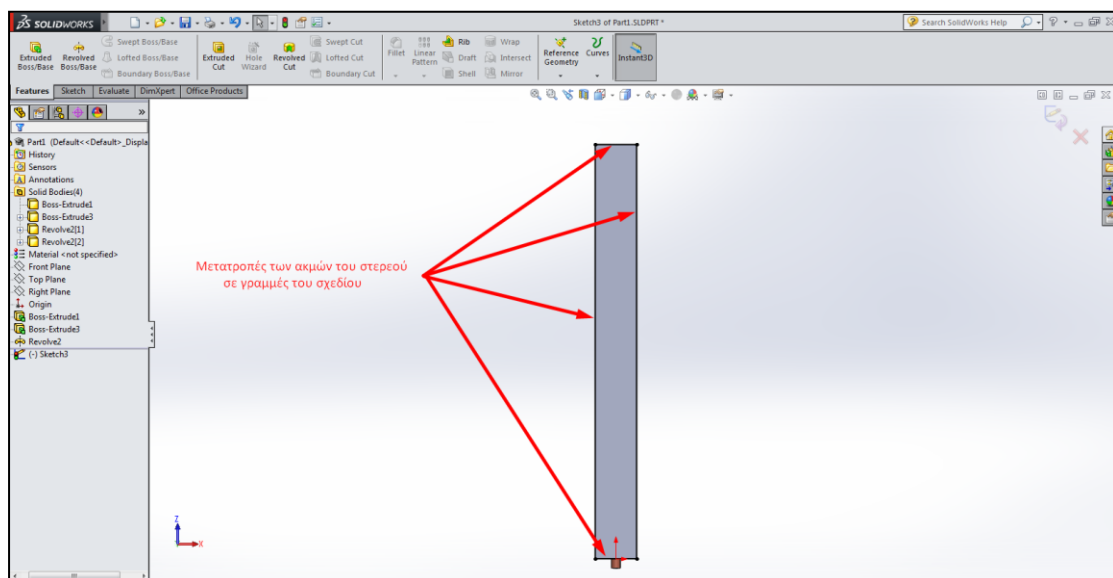 SOLIDWORKS
Sketch3 of Part1.SLDPRT *
Search SolidWorks Help
Extruded Boss/Base
Revolved Boss/Base
Swept Boss/Base
Lofted Boss/Base
Boundary Boss/Base
Extruded Cut
Hole Wizard
Revolved Cut
Swept Cut
Lofted Cut
Boundary Cut
Fillet
Linear Pattern
Rib
Draft
Shell
Wrap
Intersect
Mirror
Reference Geometry
Curves
Instant3D
Features
Sketch
Evaluate
DimXpert
Office Products
Part1 (Default<<Default>_Displa
History
Sensors
Annotations
Solid Bodies(4)
Boss-Extrude1
Boss-Extrude3
Revolve2[1]
Revolve2[2]
Material <not specified>
Front Plane
Top Plane
Right Plane
Origin
Boss-Extrude1
Boss-Extrude3
Revolve2
(-) Sketch3
Μετατροπές των ακμών του στερεού
σε γραμμές του σχεδίου
Z
X